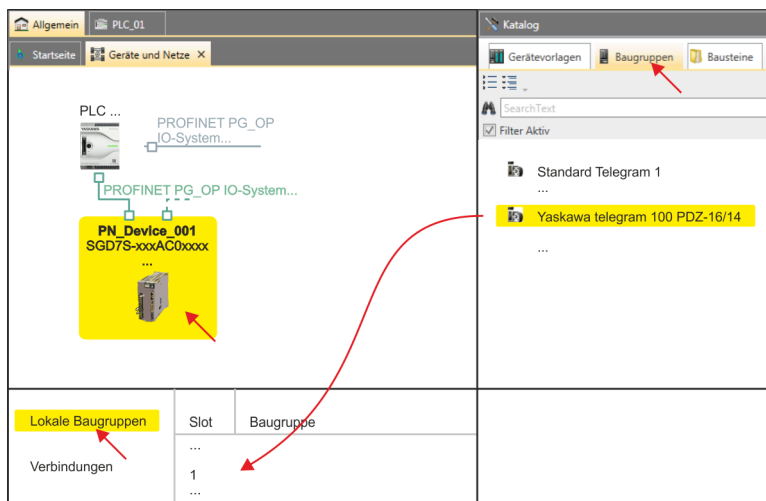 Allgemein
PLC_01
Startseite
Geräte und Netze
PLC ...
YASKAWA
PROFINET PG_OP
IO-System...
PROFINET PG_OP IO-System...
PN_Device_001
SGD7S-xxxAC0xxxx
...
Katalog
Gerätevorlagen
Baugruppen
Bausteine
SearchText
Filter Aktiv
Standard Telegram 1
...
Yaskawa telegram 100 PDZ-16/14
...
Lokale Baugruppen
Verbindungen
Slot
Baugruppe
...
1
...